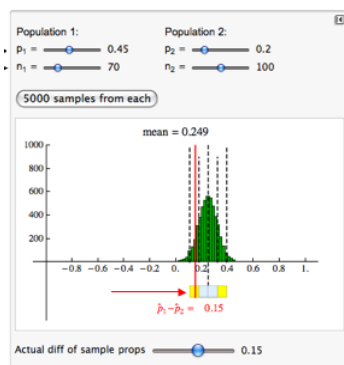 Population 1: Population 2:
p₁ = 0.45 p₂ = 0.2
n₁ = 70 n₂ = 100
5000 samples from each
mean = 0.249
1000
800
600
400
200
-0.8 -0.6 -0.4 -0.2 0. 0.2 0.4 0.6 0.8 1.
p̂₁-p̂₂ = 0.15
Actual diff of sample props 0.15